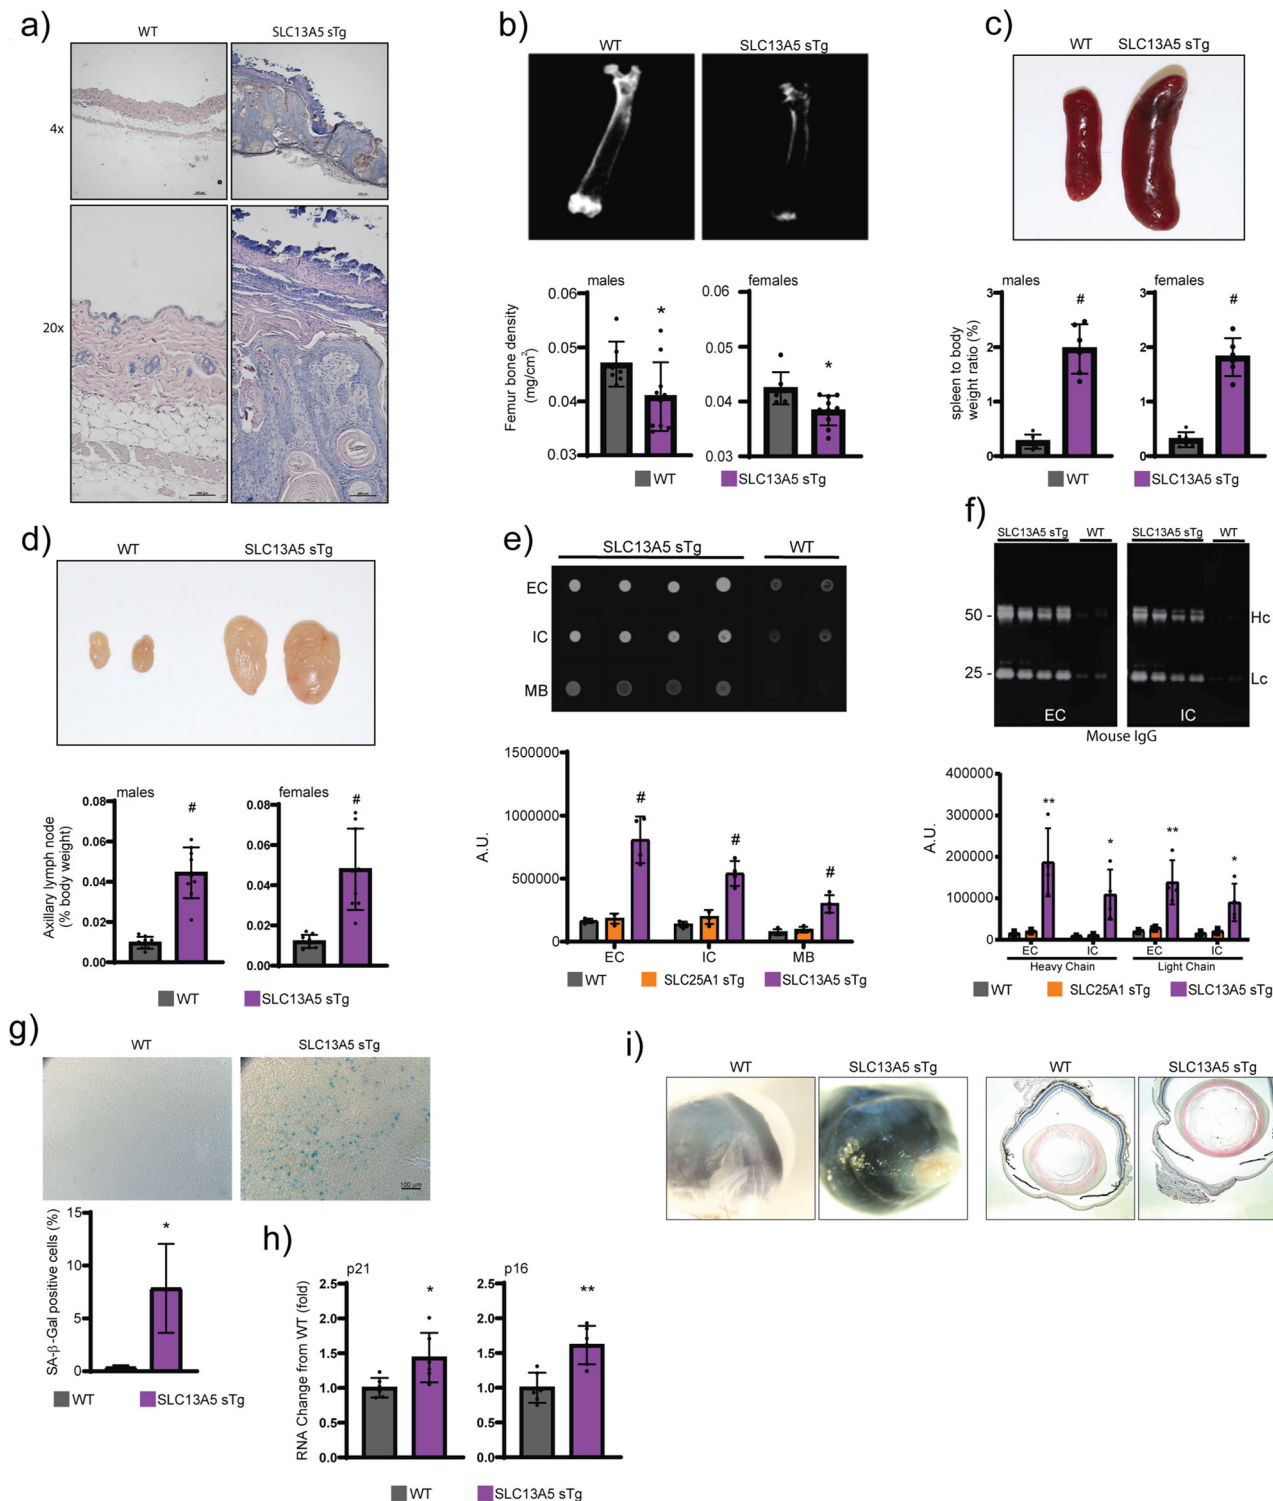 a)
WT
SLC13A5 sTg
4x
20x
b)
WT
SLC13A5 sTg
males
females
0.06
0.05
0.04
0.03
Femur bone density
(mg/cm²)
*
0.06
0.05
0.04
0.03
*
WT
SLC13A5 sTg
c)
WT
SLC13A5 sTg
males
females
spleen to body
weight ratio (%)
3
2
1
0
#
3
2
1
0
#
WT
SLC13A5 sTg
d)
WT
SLC13A5 sTg
males
females
Axillary lymph node
(% body weight)
0.08
0.06
0.04
0.02
0.00
#
0.08
0.06
0.04
0.02
0.00
#
WT
SLC13A5 sTg
e)
SLC13A5 sTg
WT
EC
IC
MB
A.U.
1500000
1000000
500000
0
#
#
#
EC
IC
MB
WT
SLC25A1 sTg
SLC13A5 sTg
f)
SLC13A5 sTg
WT
SLC13A5 sTg
WT
50 -
25 -
Hc
Lc
EC
IC
Mouse IgG
A.U.
400000
300000
200000
100000
0
**
*
**
*
EC
IC
EC
IC
Heavy Chain
Light Chain
WT
SLC25A1 sTg
SLC13A5 sTg
g)
WT
SLC13A5 sTg
100 μm
SA-β-Gal positive cells (%)
15
10
5
0
*
WT
SLC13A5 sTg
h)
p21
p16
RNA Change from WT (fold)
2.5
2.0
1.5
1.0
0.5
0.0
*
2.5
2.0
1.5
1.0
0.5
0.0
**
WT
SLC13A5 sTg
i)
WT
SLC13A5 sTg
WT
SLC13A5 sTg